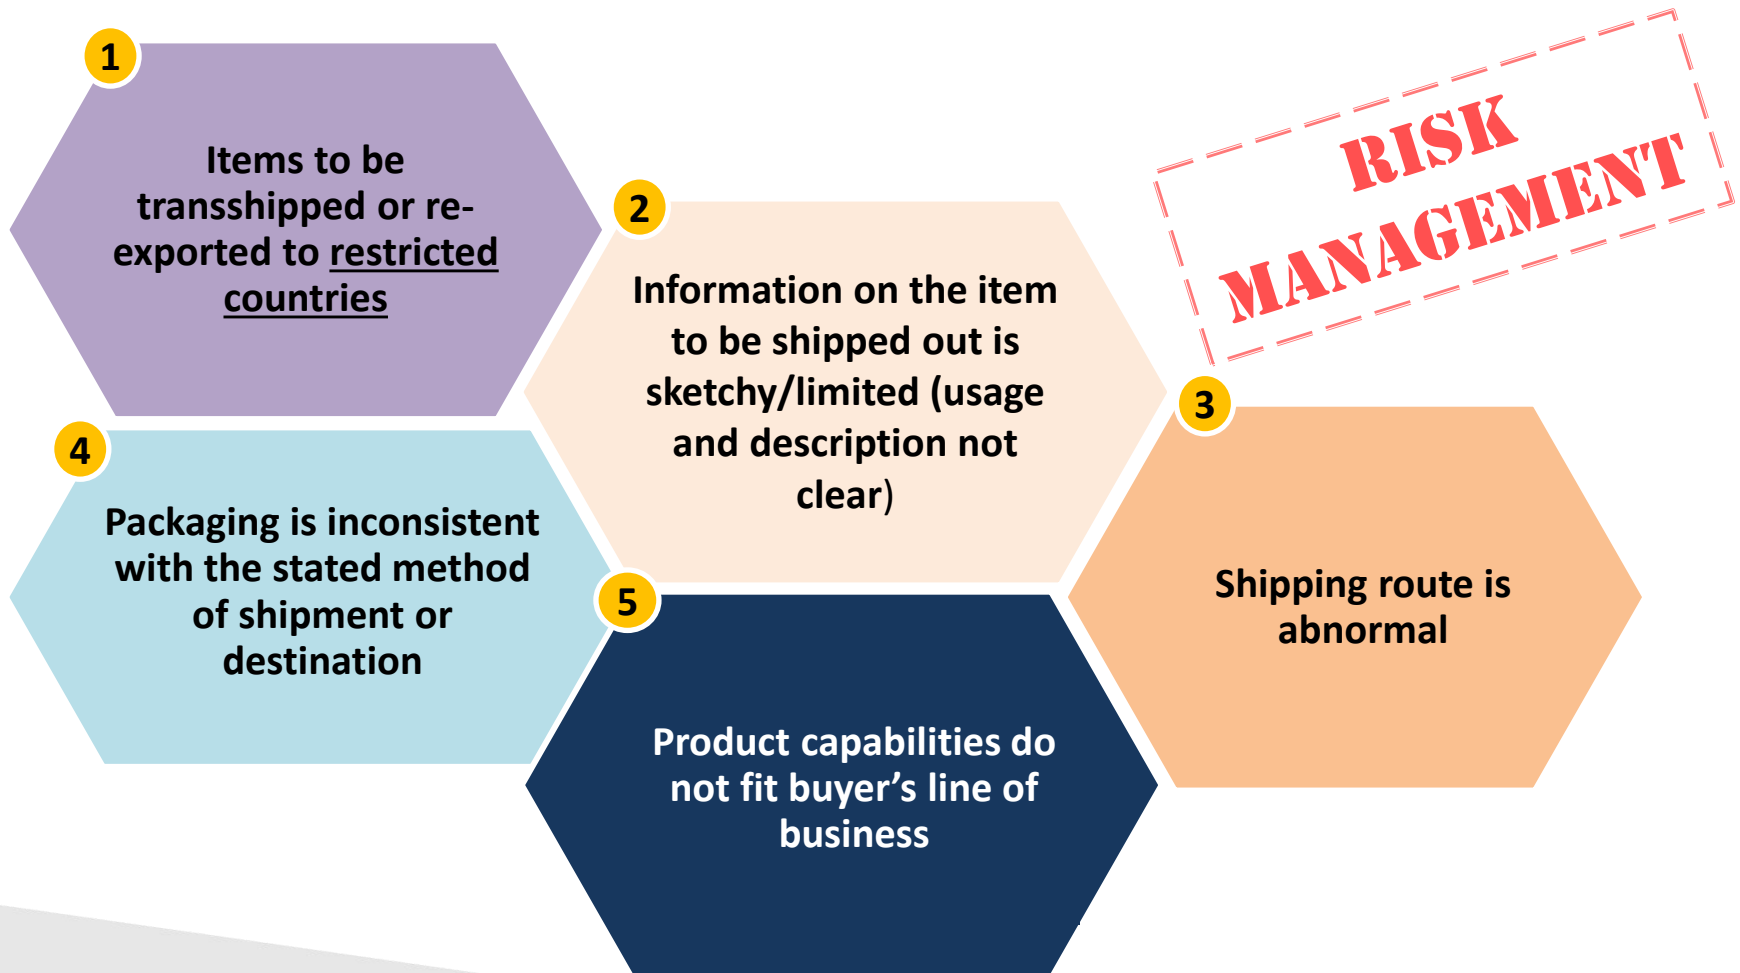 1
Items to be
transshipped or re-
exported to restricted
countries
2
Information on the item
to be shipped out is
sketchy/limited (usage
and description not
clear)
RISK
MANAGEMENT
3
Shipping route is
abnormal
4
Packaging is inconsistent
with the stated method
of shipment or
destination
5
Product capabilities do
not fit buyer’s line of
business